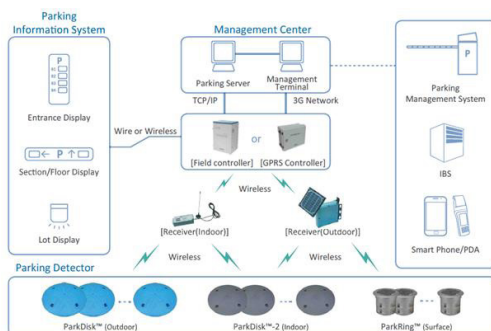 Parking
Information System
P
Entrance Display
P
Section/Floor Display
Lot Display
Management Center
Parking Server
Management
Terminal
TCP/IP
3G Network
Wire or Wireless
or
[Field controller]
[GPRS Controller]
Wireless
[Receiver(Indoor)]
[Receiver(Outdoor)]
Wireless
Wireless
P
Parking
Management System
IBS
Smart Phone/PDA
Parking Detector
ParkDisk™ (Outdoor)
ParkDisk™-2 (Indoor)
ParkRing™ (Surface)